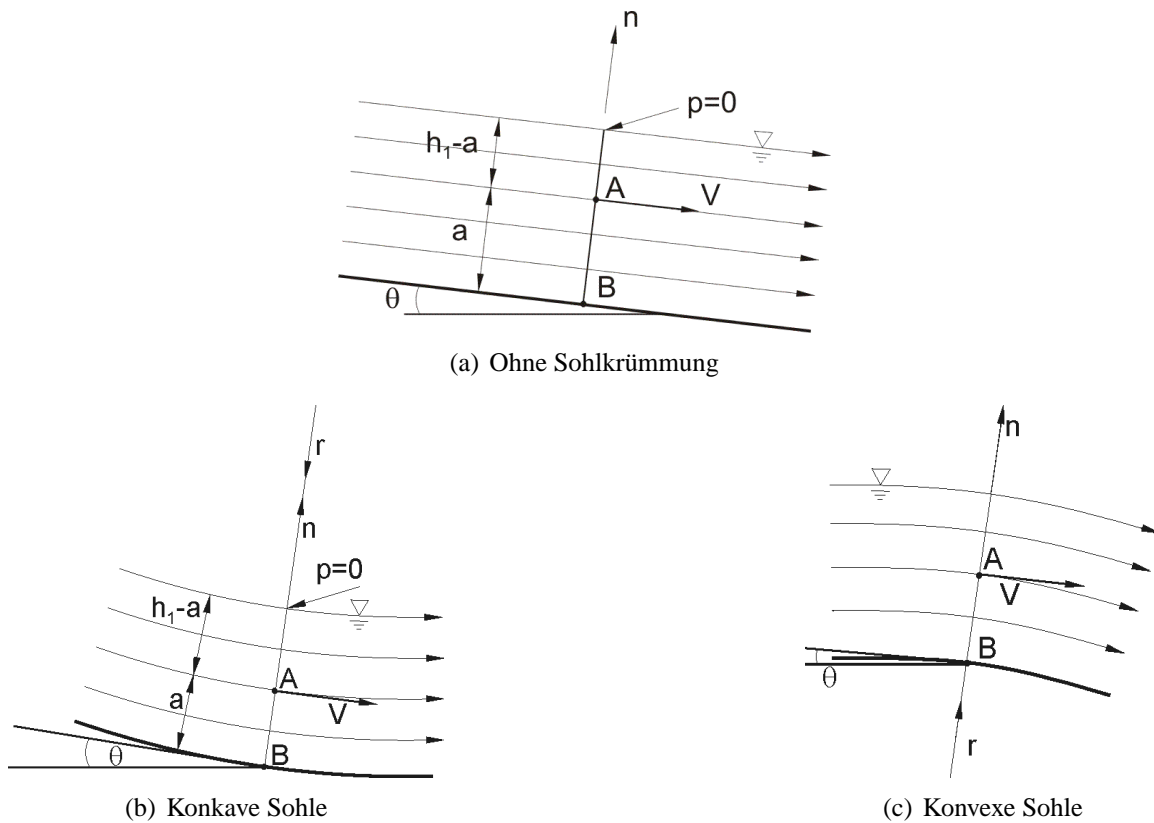 n
p=0
h₁-a
A
V
a
B
θ
(a) Ohne Sohlkrümmung
r
n
p=0
h₁-a
A
a
V
B
θ
(b) Konkave Sohle
n
A
V
B
θ
r
(c) Konvexe Sohle